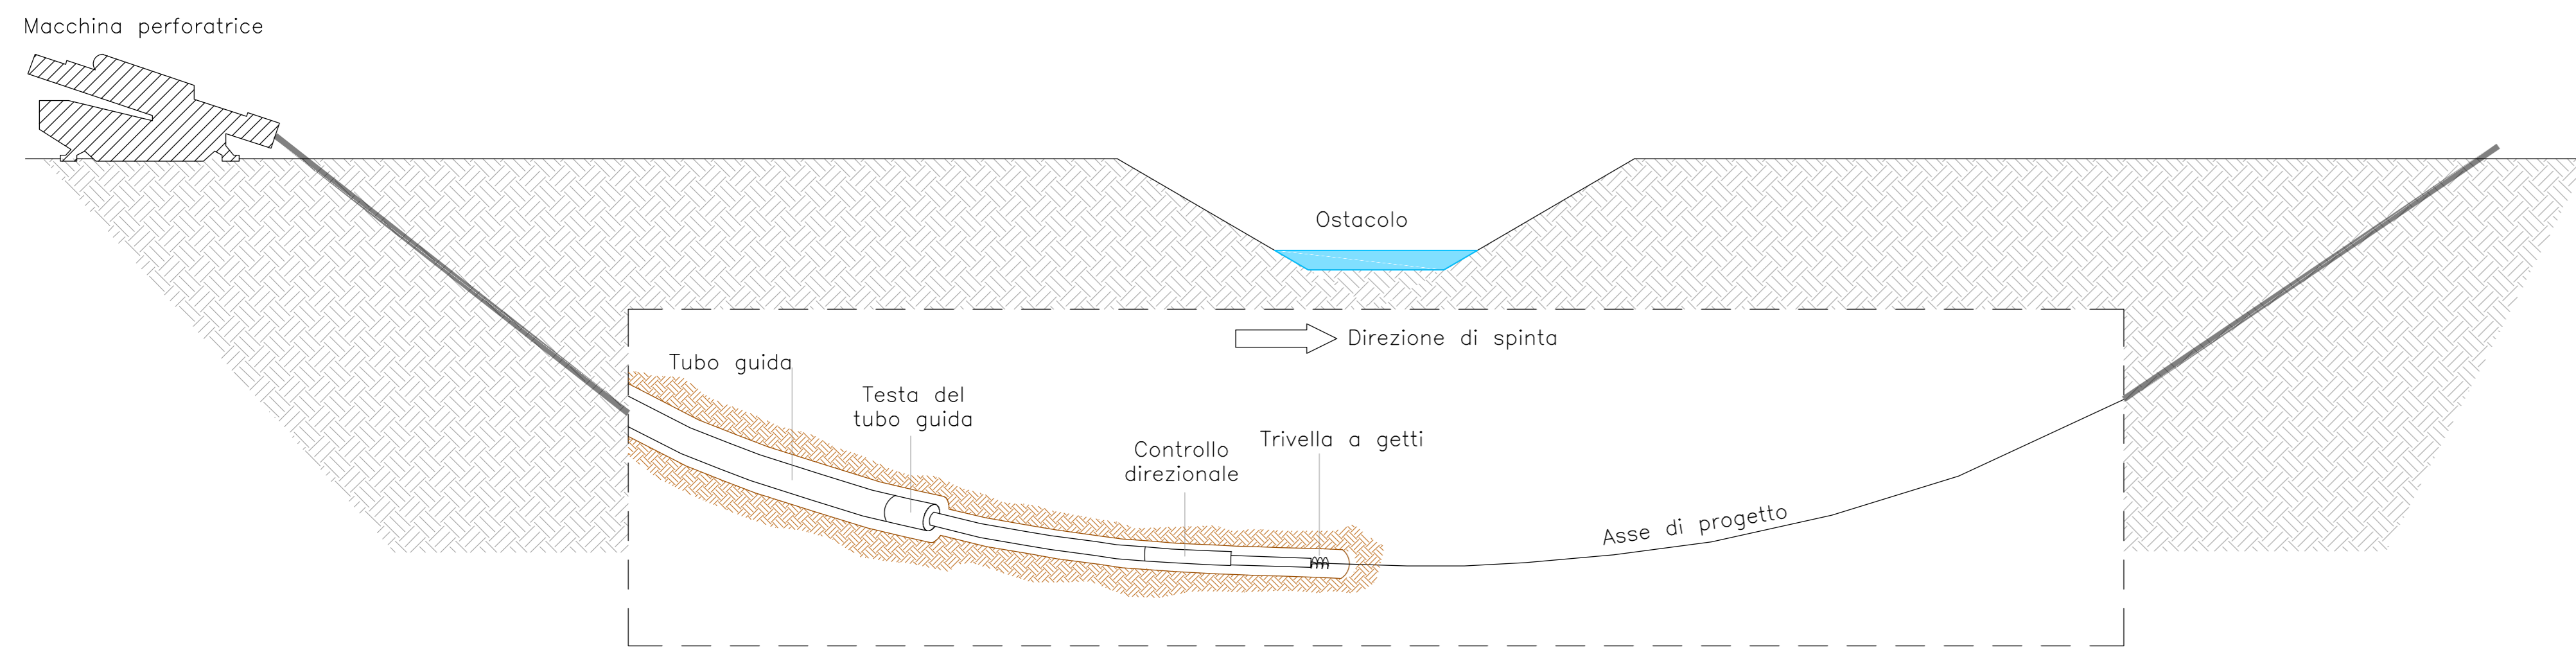 Macchina perforatrice
Ostacolo
Direzione di spinta
Tubo guida
Testa del
tubo guida
Controllo
direzionale
Trivella a getti
Asse di progetto